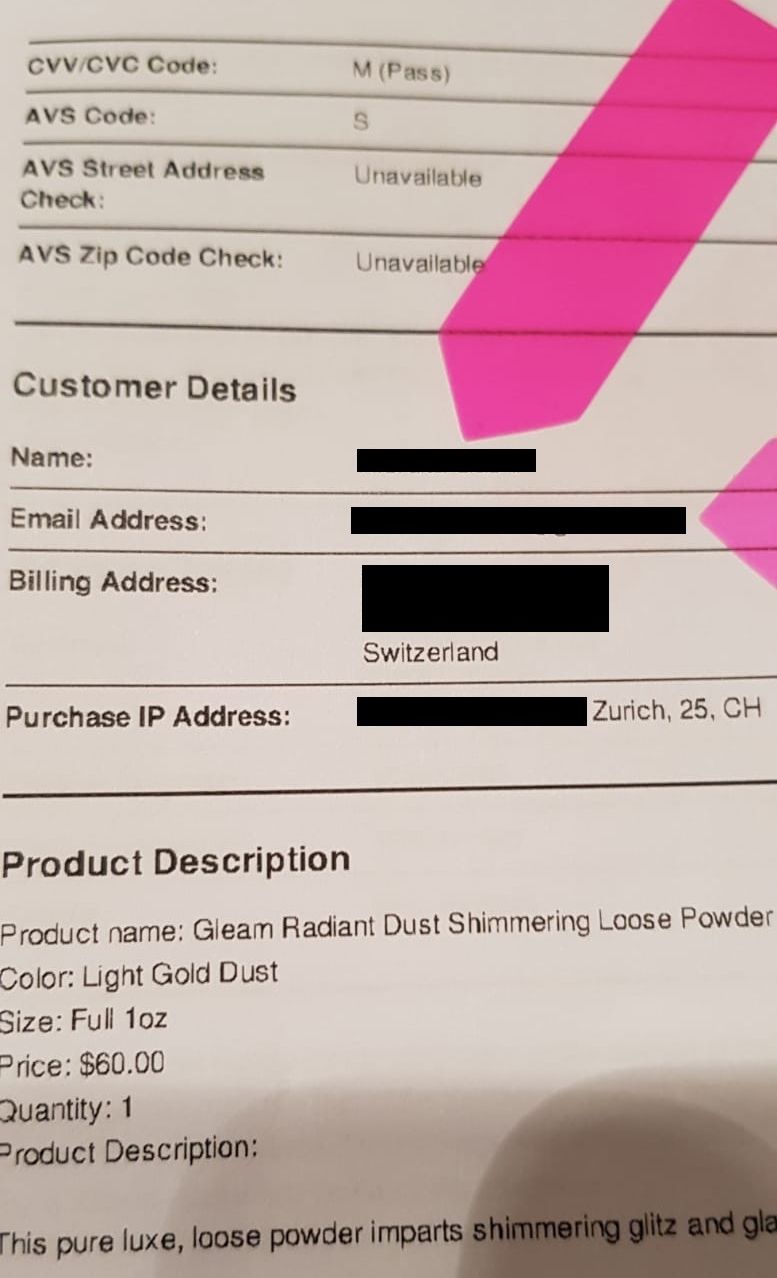 CVV/CVC Code: M (Pass)
AVS Code: S
AVS Street Address Unavailable
Check:
AVS Zip Code Check: Unavailable
Customer Details
Name:
Email Address:
Billing Address:
Switzerland
Purchase IP Address: Zurich, 25, CH
Product Description
Product name: Gleam Radiant Dust Shimmering Loose Powder
Color: Light Gold Dust
Size: Full 1oz
Price: $60.00
Quantity: 1
Product Description:
This pure luxe, loose powder imparts shimmering glitz and gla